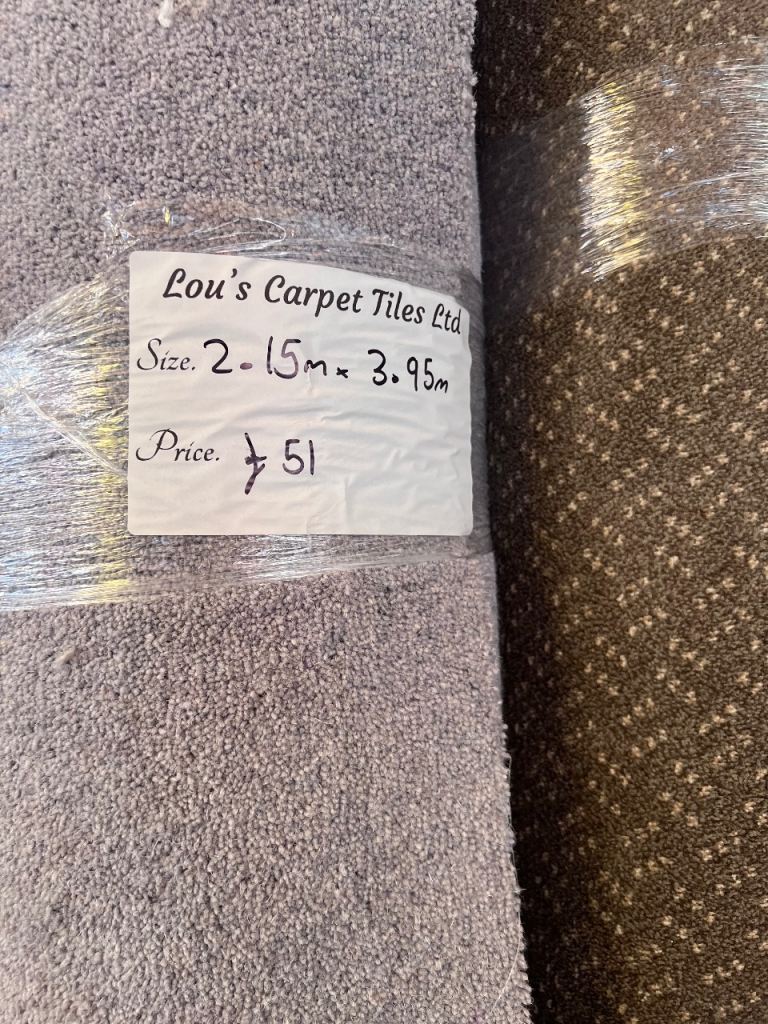 Lou's Carpet Tiles Ltd
Size. 2.15m x 3.95m
Price. £ 51